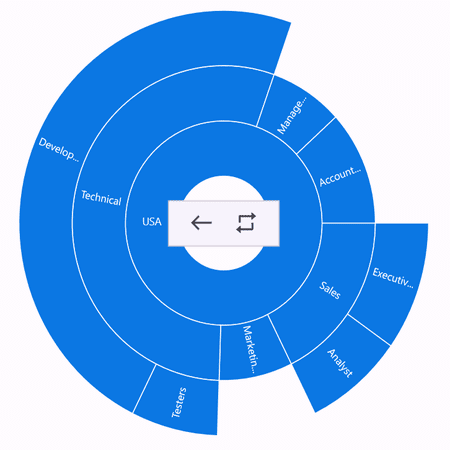 Manage...
Develop...
Account...
Technical
USA
Executiv...
Sales
Marketin...
Analyst
Testers